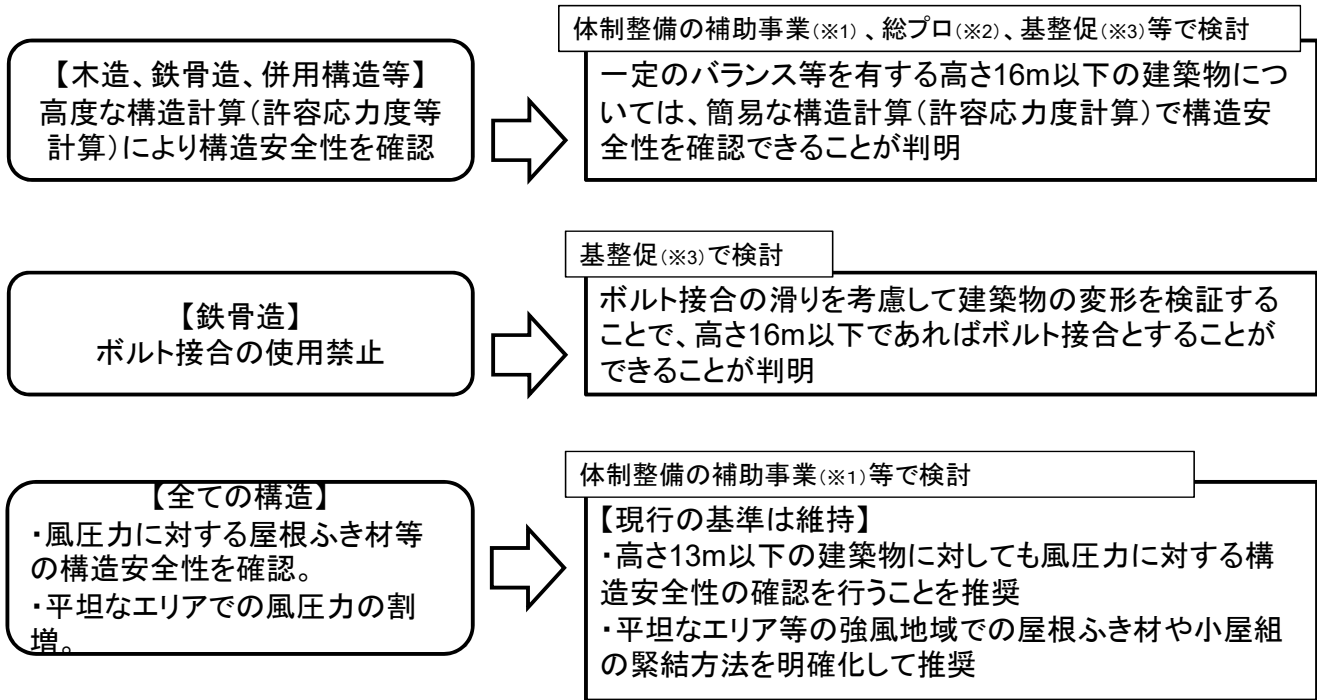 体制整備の補助事業(※1)、総プロ(※2)、基整促(※3)等で検討
【木造、鉄骨造、併用構造等】
高度な構造計算(許容応力度等
計算)により構造安全性を確認
一定のバランス等を有する高さ16m以下の建築物につ
いては、簡易な構造計算(許容応力度計算)で構造安
全性を確認できることが判明
基整促(※3)で検討
【鉄骨造】
ボルト接合の使用禁止
ボルト接合の滑りを考慮して建築物の変形を検証する
ことで、高さ16m以下であればボルト接合とすることが
できることが判明
体制整備の補助事業(※1)等で検討
【全ての構造】
・風圧力に対する屋根ふき材等
の構造安全性を確認。
・平坦なエリアでの風圧力の割
増。
【現行の基準は維持】
・高さ13m以下の建築物に対しても風圧力に対する構
造安全性の確認を行うことを推奨
・平坦なエリア等の強風地域での屋根ふき材や小屋組
の緊結方法を明確化して推奨